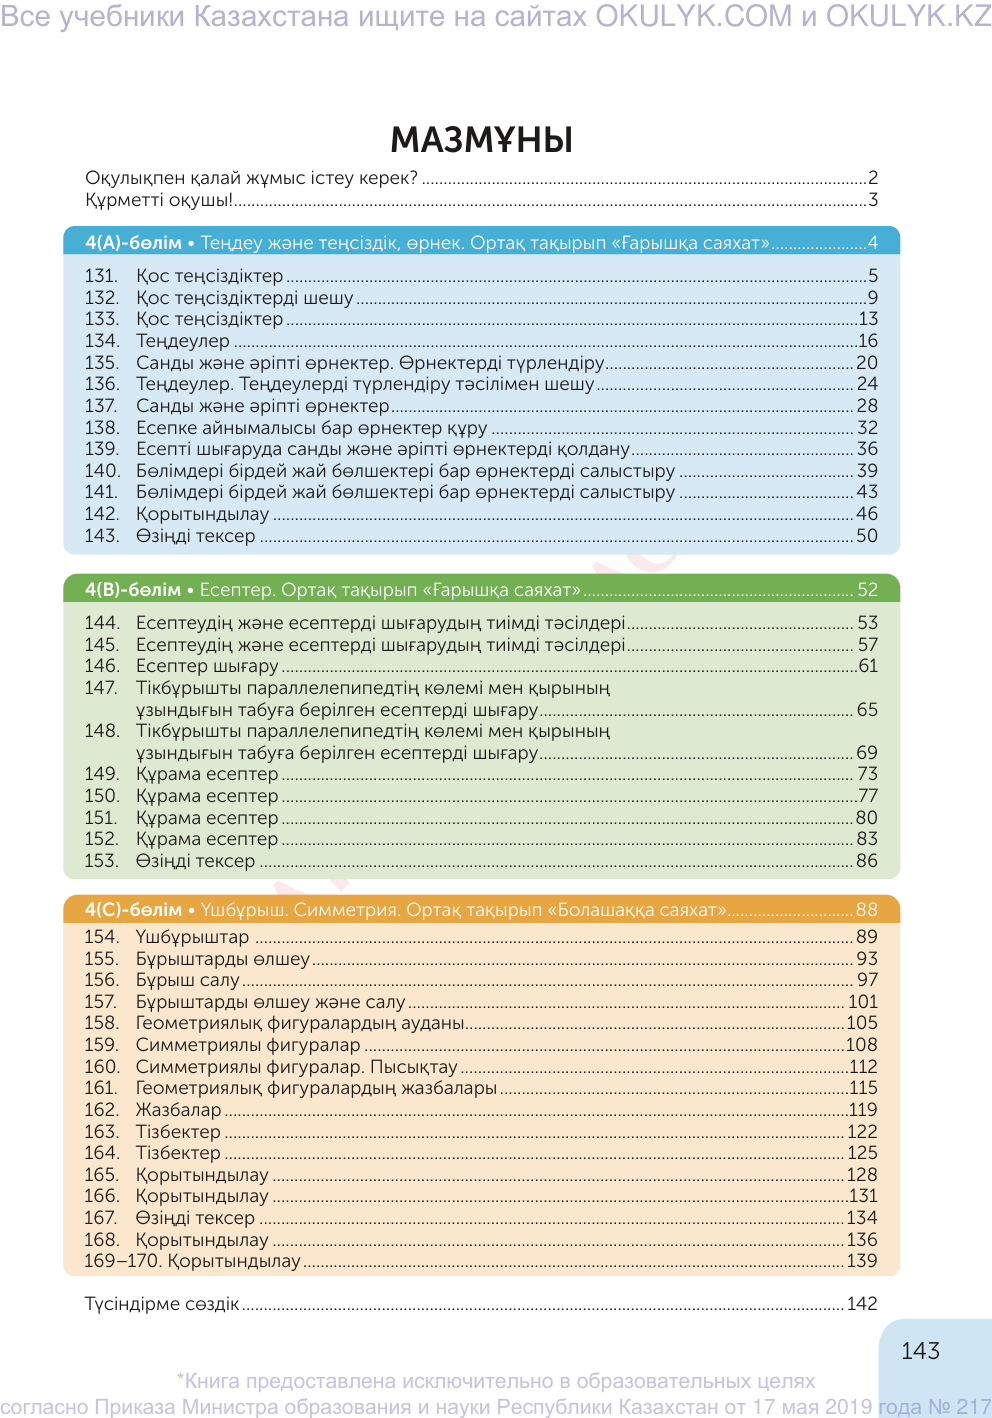 Все учебники Казахстана ищите на сайтах OKULYK.COM и OKULYK.KZ
МАЗМҰНЫ
Оқулықпен қалай жұмыс істеу керек? 2
Құрметті оқушы! 3
4(А)-бөлім • Теңдеу және теңсіздік, өрнек. Ортақ тақырып «Ғарышқа саяхат» 4
131. Қос теңсіздіктер 5
132. Қос теңсіздіктерді шешу 9
133. Қос теңсіздіктер 13
134. Теңдеулер 16
135. Санды және әріпті өрнектер. Өрнектерді түрлендіру 20
136. Теңдеулер. Теңдеулерді түрлендіру тәсілімен шешу 24
137. Санды және әріпті өрнектер 28
138. Есепке айнымалысы бар өрнектер құру 32
139. Есепті шығаруда санды және әріпті өрнектерді қолдану 36
140. Бөлімдері бірдей жай бөлшектері бар өрнектерді салыстыру 39
141. Бөлімдері бірдей жай бөлшектері бар өрнектерді салыстыру 43
142. Қорытындылау 46
143. Өзіңді тексер 50
4(В)-бөлім • Есептер. Ортақ тақырып «Ғарышқа саяхат» 52
144. Есептеудің және есептерді шығарудың тиімді тәсілдері 53
145. Есептеудің және есептерді шығарудың тиімді тәсілдері 57
146. Есептер шығару 61
147. Тікбұрышты параллелепипедтің көлемі мен қырының
ұзындығын табуға берілген есептерді шығару 65
148. Тікбұрышты параллелепипедтің көлемі мен қырының
ұзындығын табуға берілген есептерді шығару 69
149. Құрама есептер 73
150. Құрама есептер 77
151. Құрама есептер 80
152. Құрама есептер 83
153. Өзіңді тексер 86
4(С)-бөлім • Үшбұрыш. Симметрия. Ортақ тақырып «Болашаққа саяхат» 88
154. Үшбұрыштар 89
155. Бұрыштарды өлшеу 93
156. Бұрыш салу 97
157. Бұрыштарды өлшеу және салу 101
158. Геометриялық фигуралардың ауданы 105
159. Симметриялы фигуралар 108
160. Симметриялы фигуралар. Пысықтау 112
161. Геометриялық фигуралардың жазбалары 115
162. Жазбалар 119
163. Тізбектер 122
164. Тізбектер 125
165. Қорытындылау 128
166. Қорытындылау 131
167. Өзіңді тексер 134
168. Қорытындылау 136
169–170. Қорытындылау 139
Түсіндірме сөздік 142
143
*Книга предоставлена исключительно в образовательных целях
согласно Приказа Министра образования и науки Республики Казахстан от 17 мая 2019 года № 217